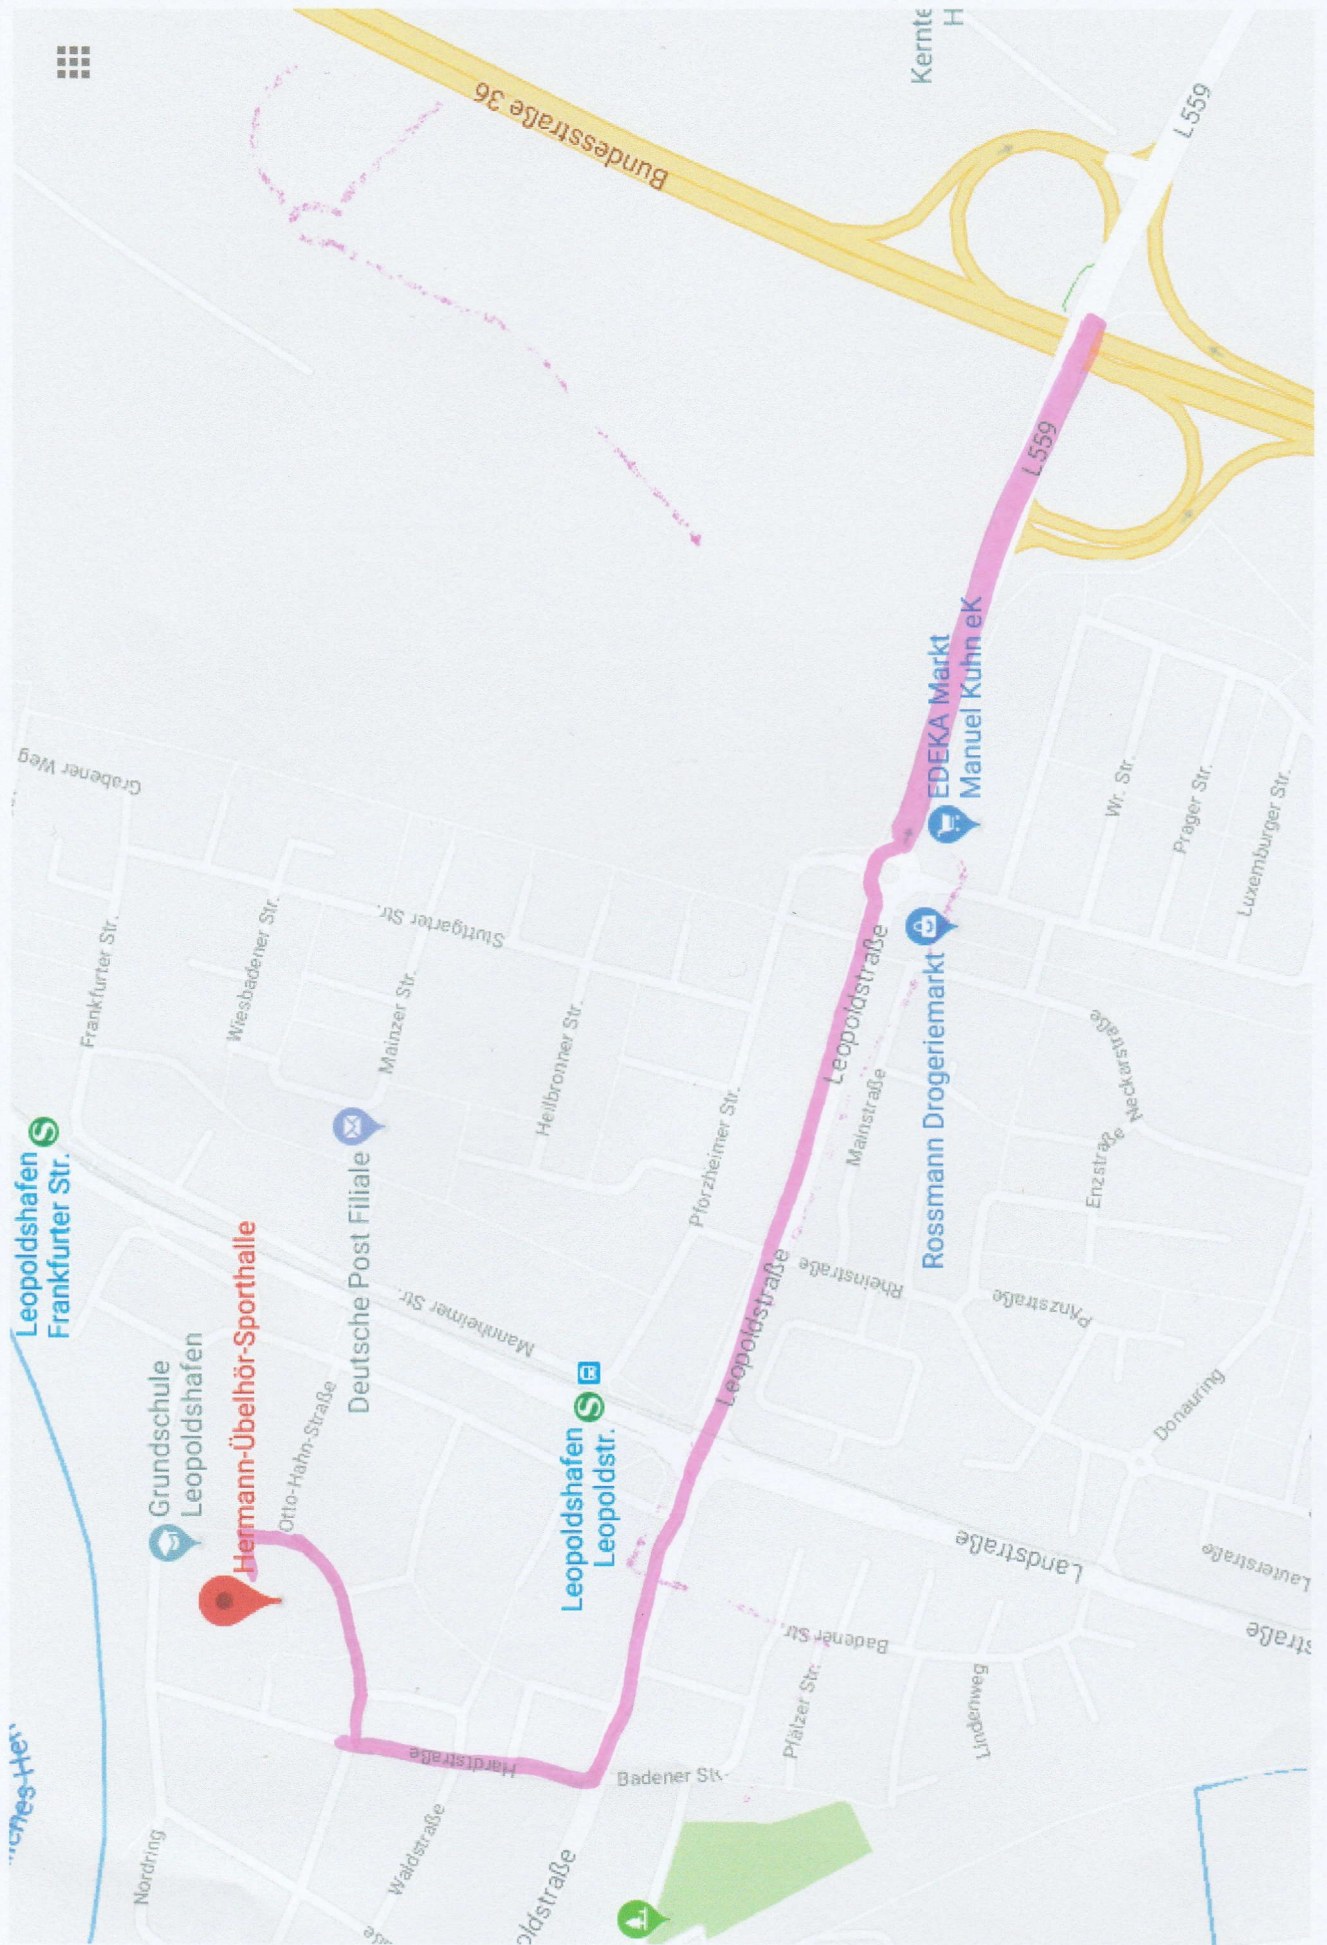 Kernte
H
L559
Bundesstraße 36
L559
EDEKA Markt
Manuel Kuhn eK
Grabener Weg
Wr. Str.
Prager Str.
Luxemburger Str.
Frankfurter Str.
Wiesbadener Str.
Stuttgarter Str.
Mainzer Str.
Heilbronner Str.
Pforzheimer Str.
Leopoldstraße
Mainstraße
Rossmann Drogeriemarkt
Neckarstraße
Enzstraße
Leopoldshafen
Frankfurter Str.
Deutsche Post Filiale
Hermann-Übelhör-Sporthalle
Grundschule
Leopoldshafen
Mannheimer Str.
Otto-Hahn-Straße
Leopoldshafen
Leopoldstr.
Leopoldstraße
Rheinstraße
Pfinzstraße
Donauring
Landstraße
Lauterstraße
straße
Badener Str.
Pfälzer Str.
Lindenweg
Hardtstraße
Badener Str.
Waldstraße
Nordring
oldstraße
aße